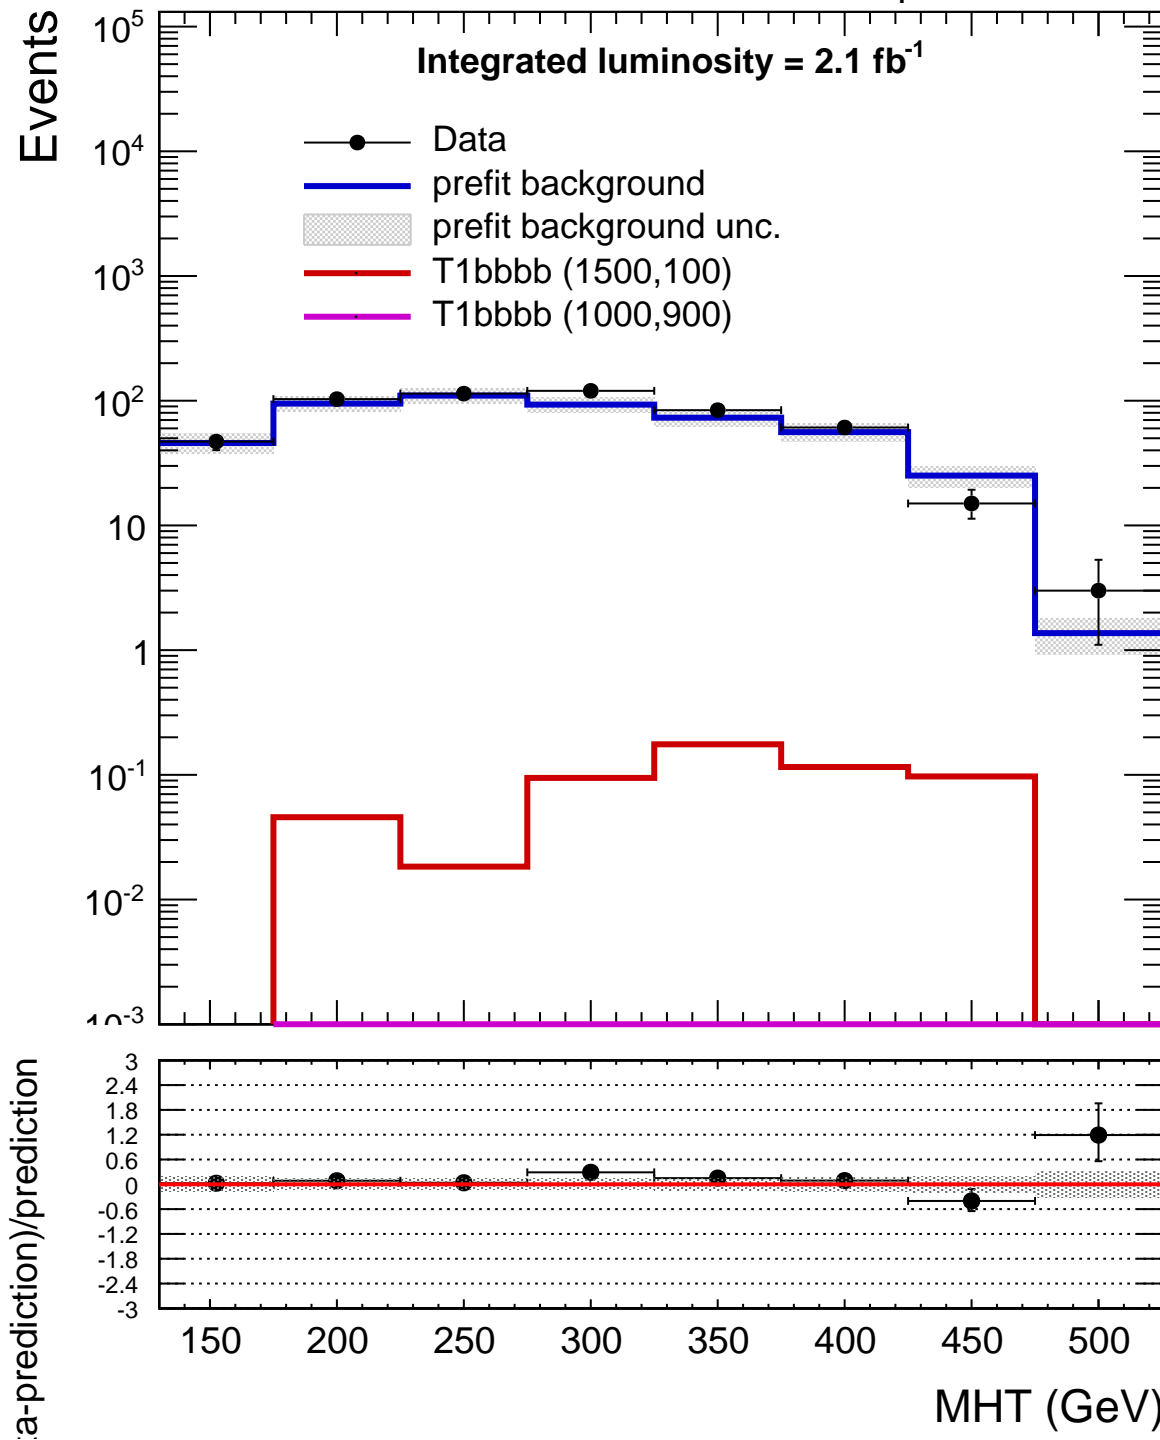 Events
10^5
10^4
10^3
10^2
10
1
10^-1
10^-2
10^-3
Integrated luminosity = 2.1 fb^-1
Data
prefit background
prefit background unc.
T1bbbb (1500,100)
T1bbbb (1000,900)
3
2.4
1.8
1.2
0.6
0
-0.6
-1.2
-1.8
-2.4
-3
ta-prediction)/prediction
150 200 250 300 350 400 450 500
MHT (GeV)